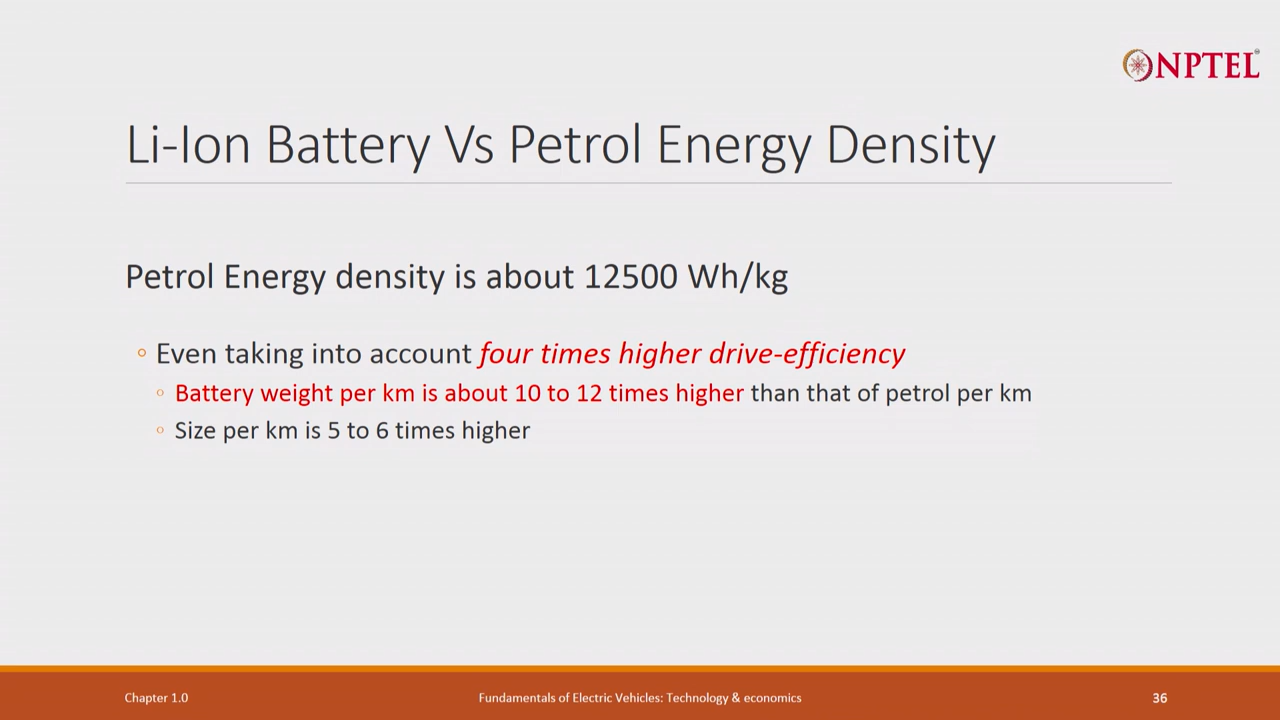 NPTEL
Li-Ion Battery Vs Petrol Energy Density
Petrol Energy density is about 12500 Wh/kg
◦ Even taking into account four times higher drive-efficiency
◦ Battery weight per km is about 10 to 12 times higher than that of petrol per km
◦ Size per km is 5 to 6 times higher
Chapter 1.0
Fundamentals of Electric Vehicles: Technology & economics
36